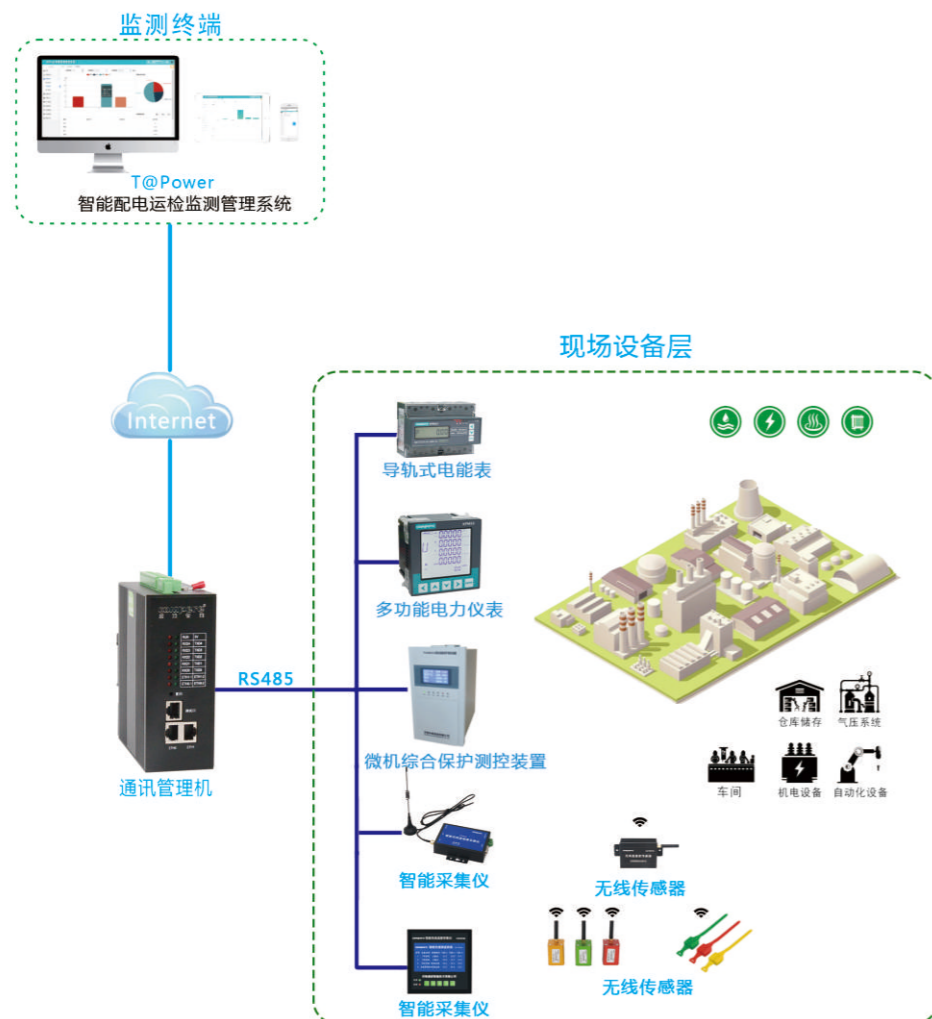 监测终端
T@Power
智能配电运检监测管理系统
Internet
现场设备层
导轨式电能表
多功能电力仪表
RS485
微机综合保护测控装置
通讯管理机
仓库储存
气压系统
车间
机电设备
自动化设备
智能采集仪
无线传感器
智能采集仪
无线传感器